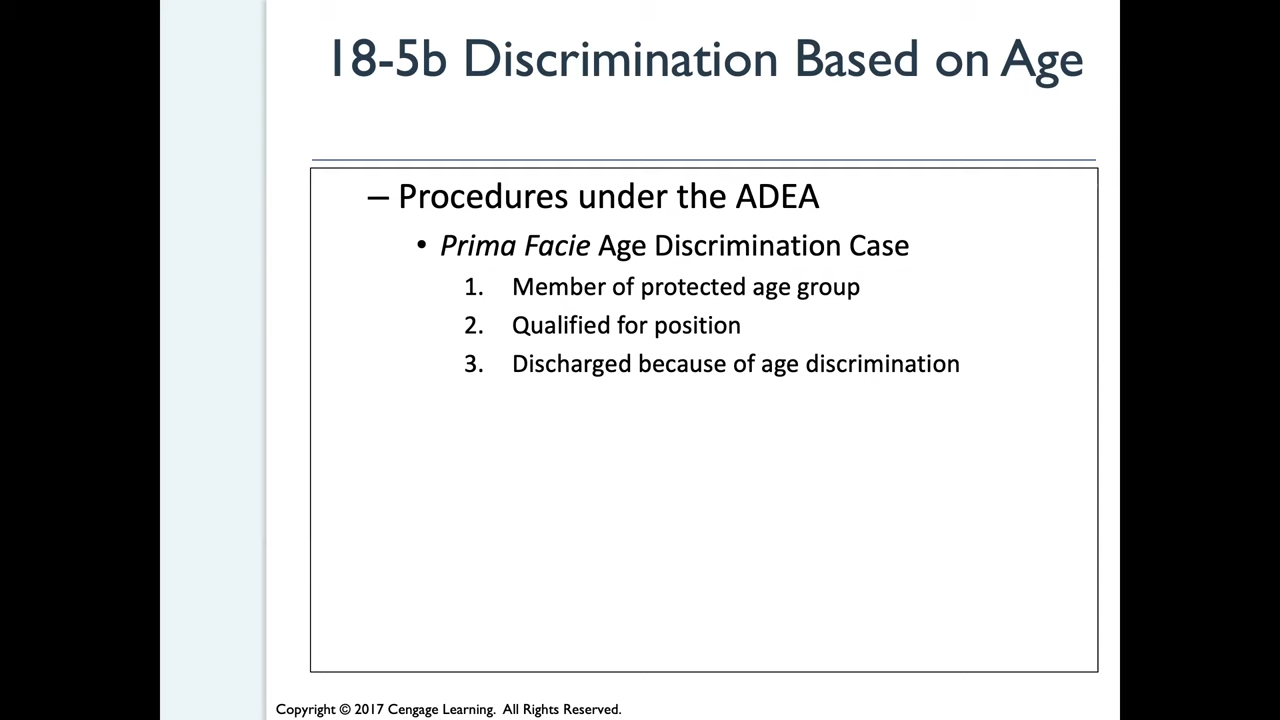 18-5b Discrimination Based on Age
– Procedures under the ADEA
• Prima Facie Age Discrimination Case
1. Member of protected age group
2. Qualified for position
3. Discharged because of age discrimination
Copyright © 2017 Cengage Learning. All Rights Reserved.